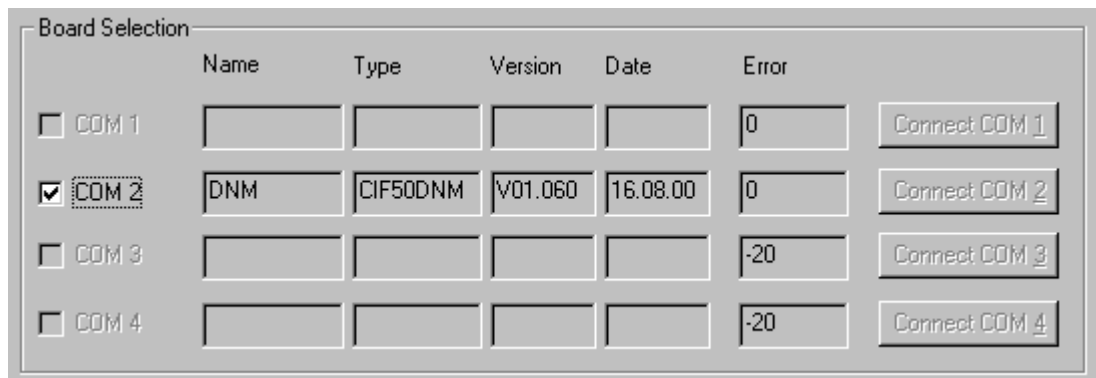 Board Selection
Name Type Version Date Error
COM 1 0 Connect COM 1
COM 2 DNM CIF50DNM V01.060 16.08.00 0 Connect COM 2
COM 3 -20 Connect COM 3
COM 4 -20 Connect COM 4